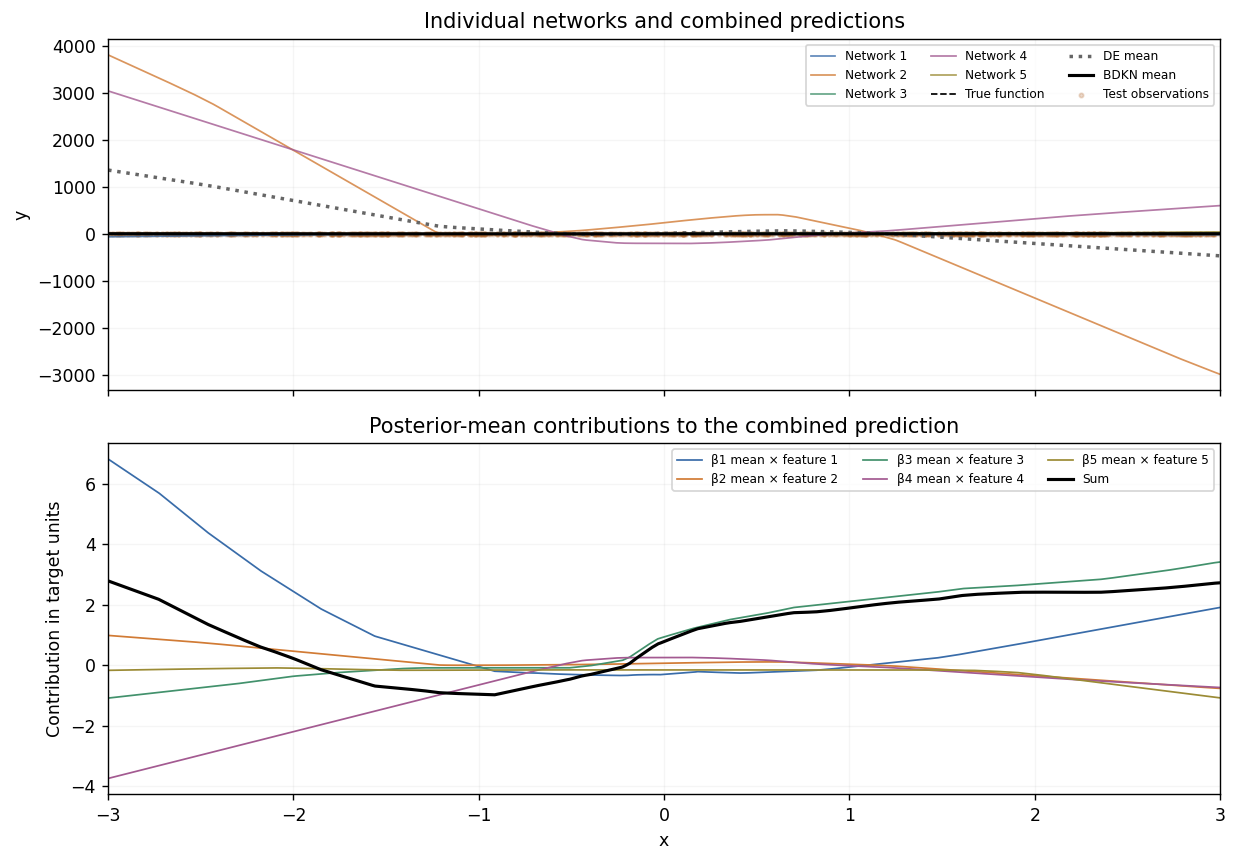 Individual networks and combined predictions
4000
3000
2000
1000
0
−1000
−2000
−3000
y
Network 1
Network 2
Network 3
Network 4
Network 5
True function
DE mean
BDKN mean
Test observations
Posterior-mean contributions to the combined prediction
6
4
2
0
−2
−4
Contribution in target units
β1 mean × feature 1
β2 mean × feature 2
β3 mean × feature 3
β4 mean × feature 4
β5 mean × feature 5
Sum
−3
−2
−1
0
1
2
3
x